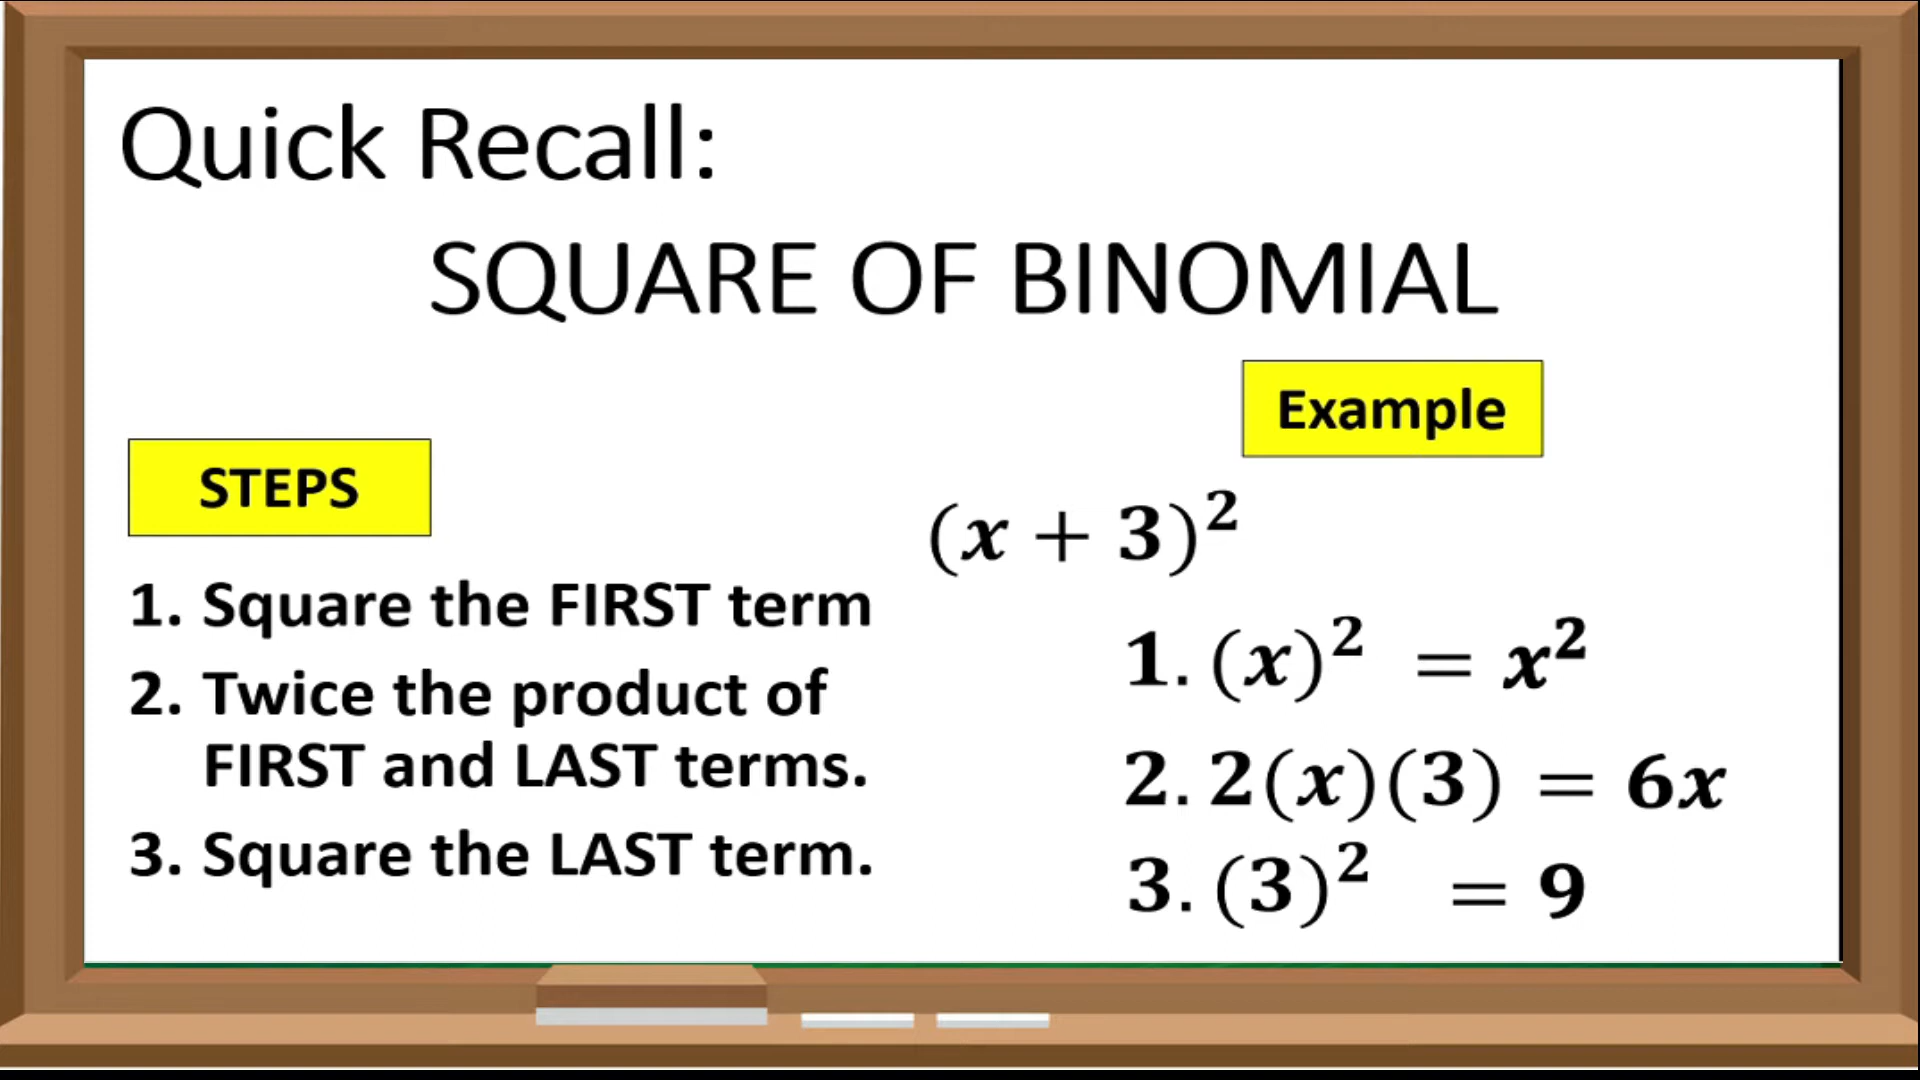 Quick Recall:
SQUARE OF BINOMIAL
Example
STEPS
(x + 3)²
1. Square the FIRST term
2. Twice the product of
FIRST and LAST terms.
3. Square the LAST term.
1. (x)² = x²
2. 2(x)(3) = 6x
3. (3)² = 9